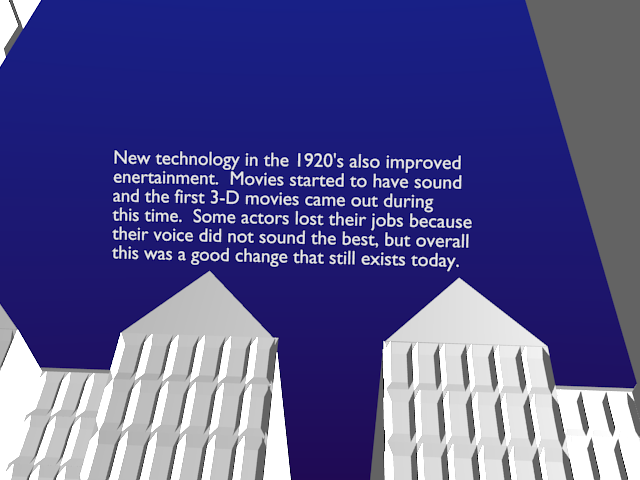 New technology in the 1920's also improved
enertainment.  Movies started to have sound
and the first 3-D movies came out during
this time.  Some actors lost their jobs because
their voice did not sound the best, but overall
this was a good change that still exists today.